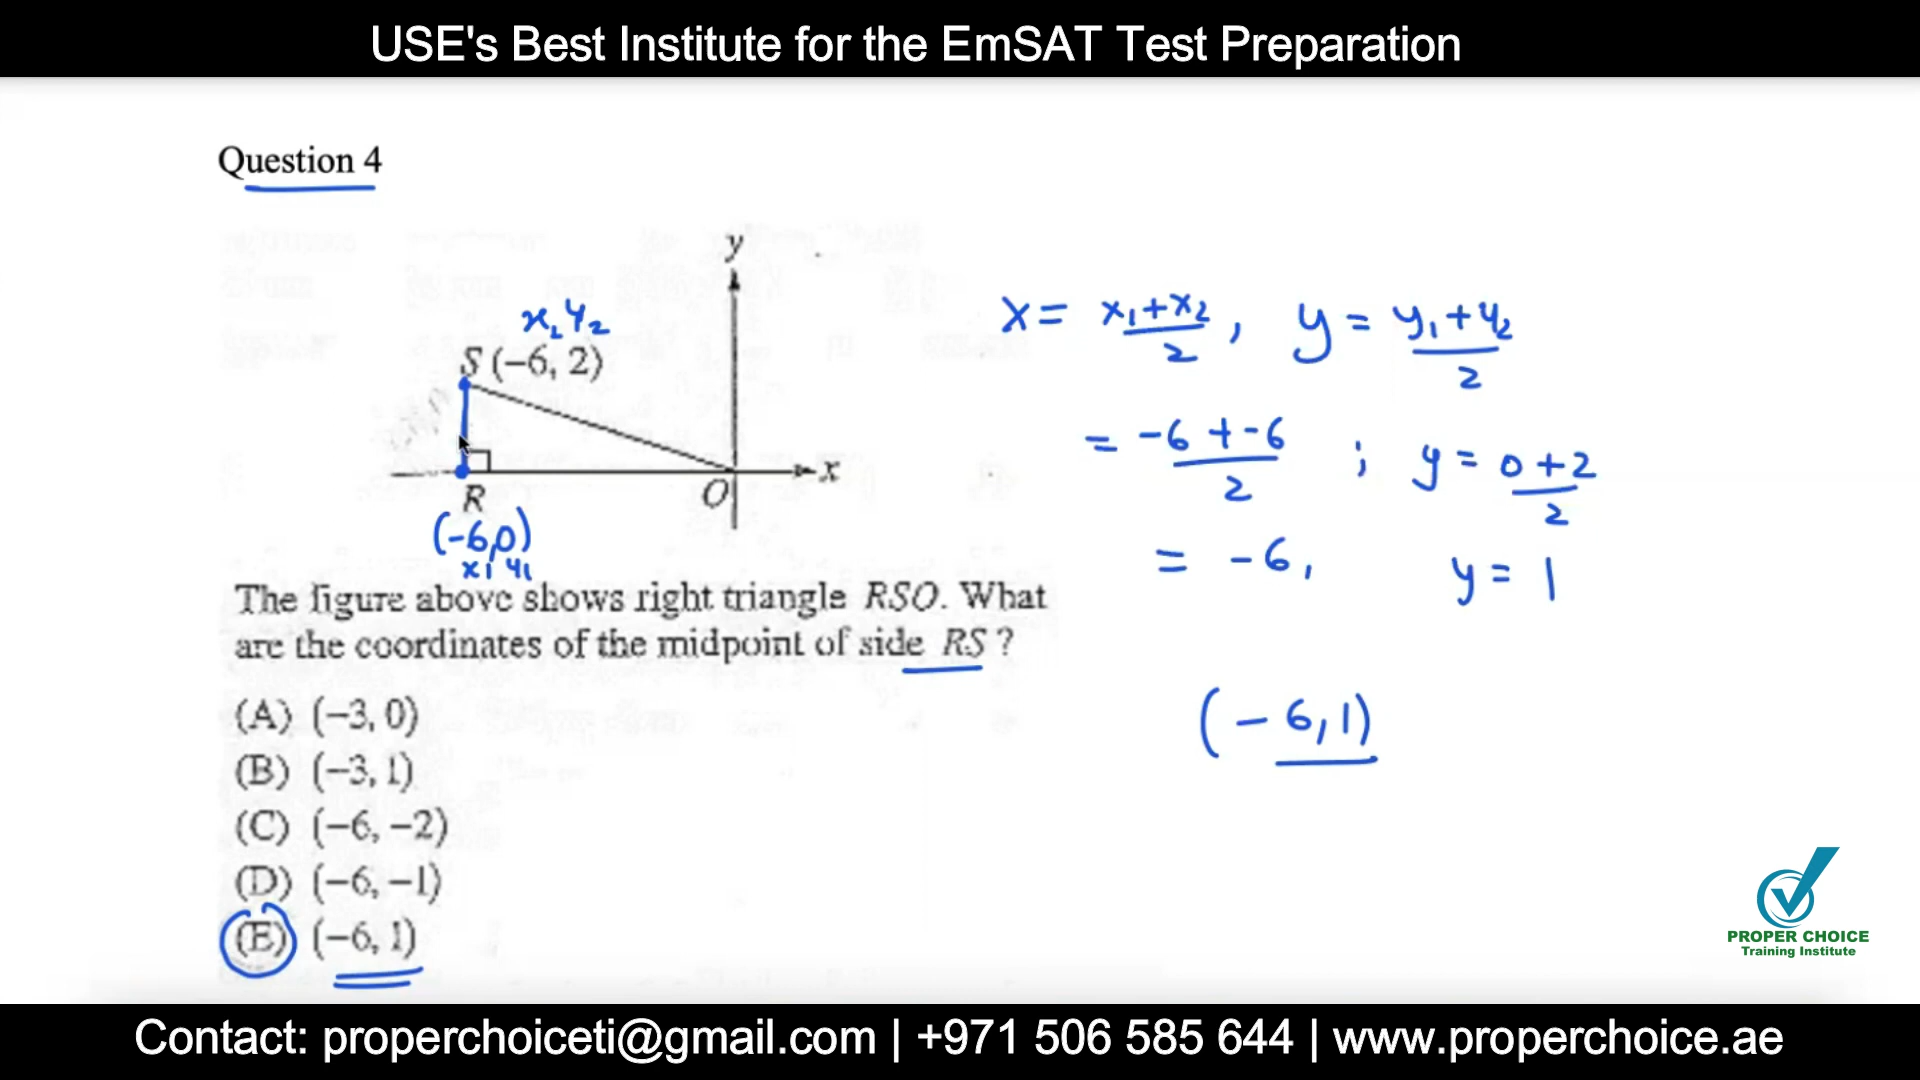 USE's Best Institute for the EmSAT Test Preparation
Question 4
y
x₂ y₂
S (−6, 2)
x
R
O
(-6,0)
x₁ y₁
The figure above shows right triangle RSO. What
are the coordinates of the midpoint of side RS?
(A) (−3, 0)
(B) (−3, 1)
(C) (−6, −2)
(D) (−6, −1)
(E) (−6, 1)
x = x₁+x₂/2, y = y₁+y₂/2
= -6 + -6/2 ; y = 0+2/2
= -6, y = 1
(-6,1)
PROPER CHOICE
Training Institute
Contact: properchoiceti@gmail.com | +971 506 585 644 | www.properchoice.ae